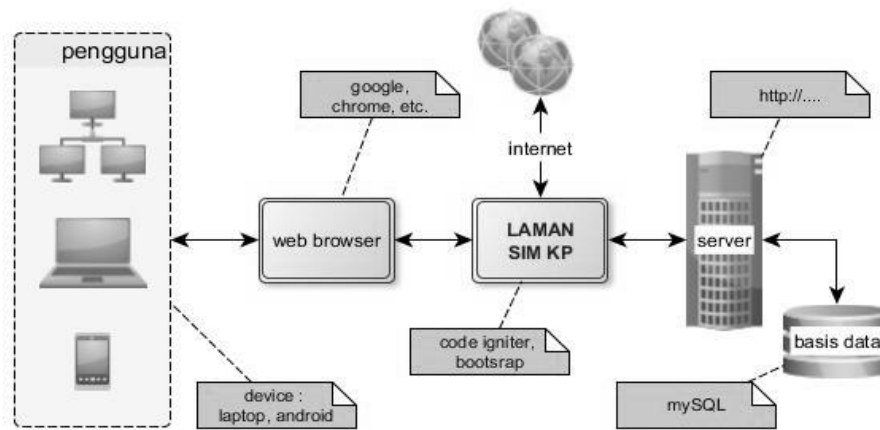 pengguna
google,
chrome, etc.
http://....
internet
web browser
LAMAN
SIM KP
server
code igniter,
bootsrap
basis data
device :
laptop, android
mySQL